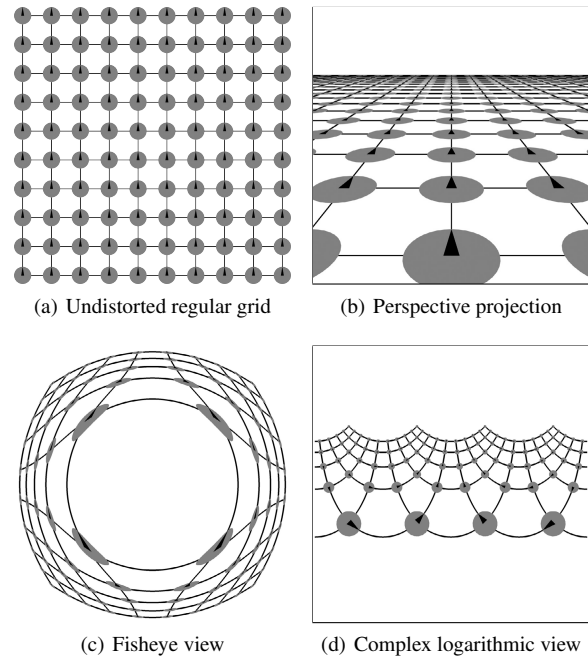 (a) Undistorted regular grid
(b) Perspective projection
(c) Fisheye view
(d) Complex logarithmic view